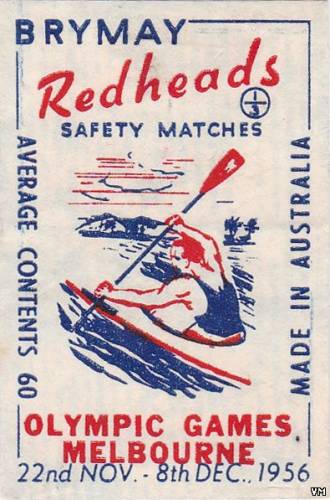 BRYMAY
Redheads
1/3
SAFETY MATCHES
AVERAGE CONTENTS 60
MADE IN AUSTRALIA
OLYMPIC GAMES
MELBOURNE
22nd NOV. - 8th DEC., 1956
VM